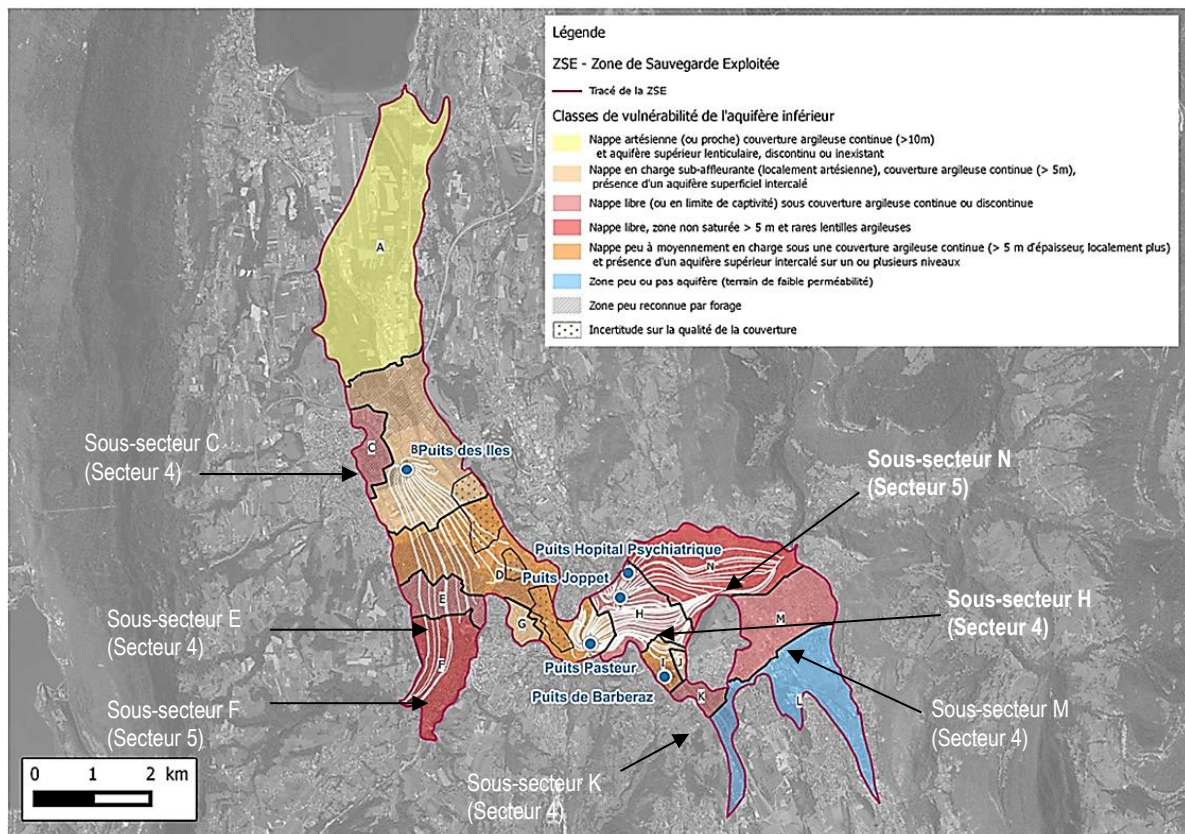 Légende
ZSE - Zone de Sauvegarde Exploitée
Tracé de la ZSE
Classes de vulnérabilité de l'aquifère inférieur
Nappe artésienne (ou proche) couverture argileuse continue (>10m)
et aquifère supérieur lenticulaire, discontinu ou inexistant
Nappe en charge sub-affleurante (localement artésienne), couverture argileuse continue (> 5m),
présence d'un aquifère superficiel intercalé
Nappe libre (ou en limite de captivité) sous couverture argileuse continue ou discontinue
Nappe libre, zone non saturée > 5 m et rares lentilles argileuses
Nappe peu à moyennement en charge sous une couverture argileuse continue (> 5 m d'épaisseur, localement plus)
et présence d'un aquifère supérieur intercalé sur un ou plusieurs niveaux
Zone peu ou pas aquifère (terrain de faible perméabilité)
Zone peu reconnue par forage
Incertitude sur la qualité de la couverture
A
Sous-secteur C
(Secteur 4)
C
B
Puits des Iles
Sous-secteur N
(Secteur 5)
Puits Hopital Psychiatrique
N
D
Puits Joppet
E
H
Sous-secteur H
(Secteur 4)
G
M
Sous-secteur E
(Secteur 4)
F
Puits Pasteur
I
J
Puits de Barberaz
K
L
Sous-secteur F
(Secteur 5)
Sous-secteur M
(Secteur 4)
Sous-secteur K
(Secteur 4)
0 1 2 km